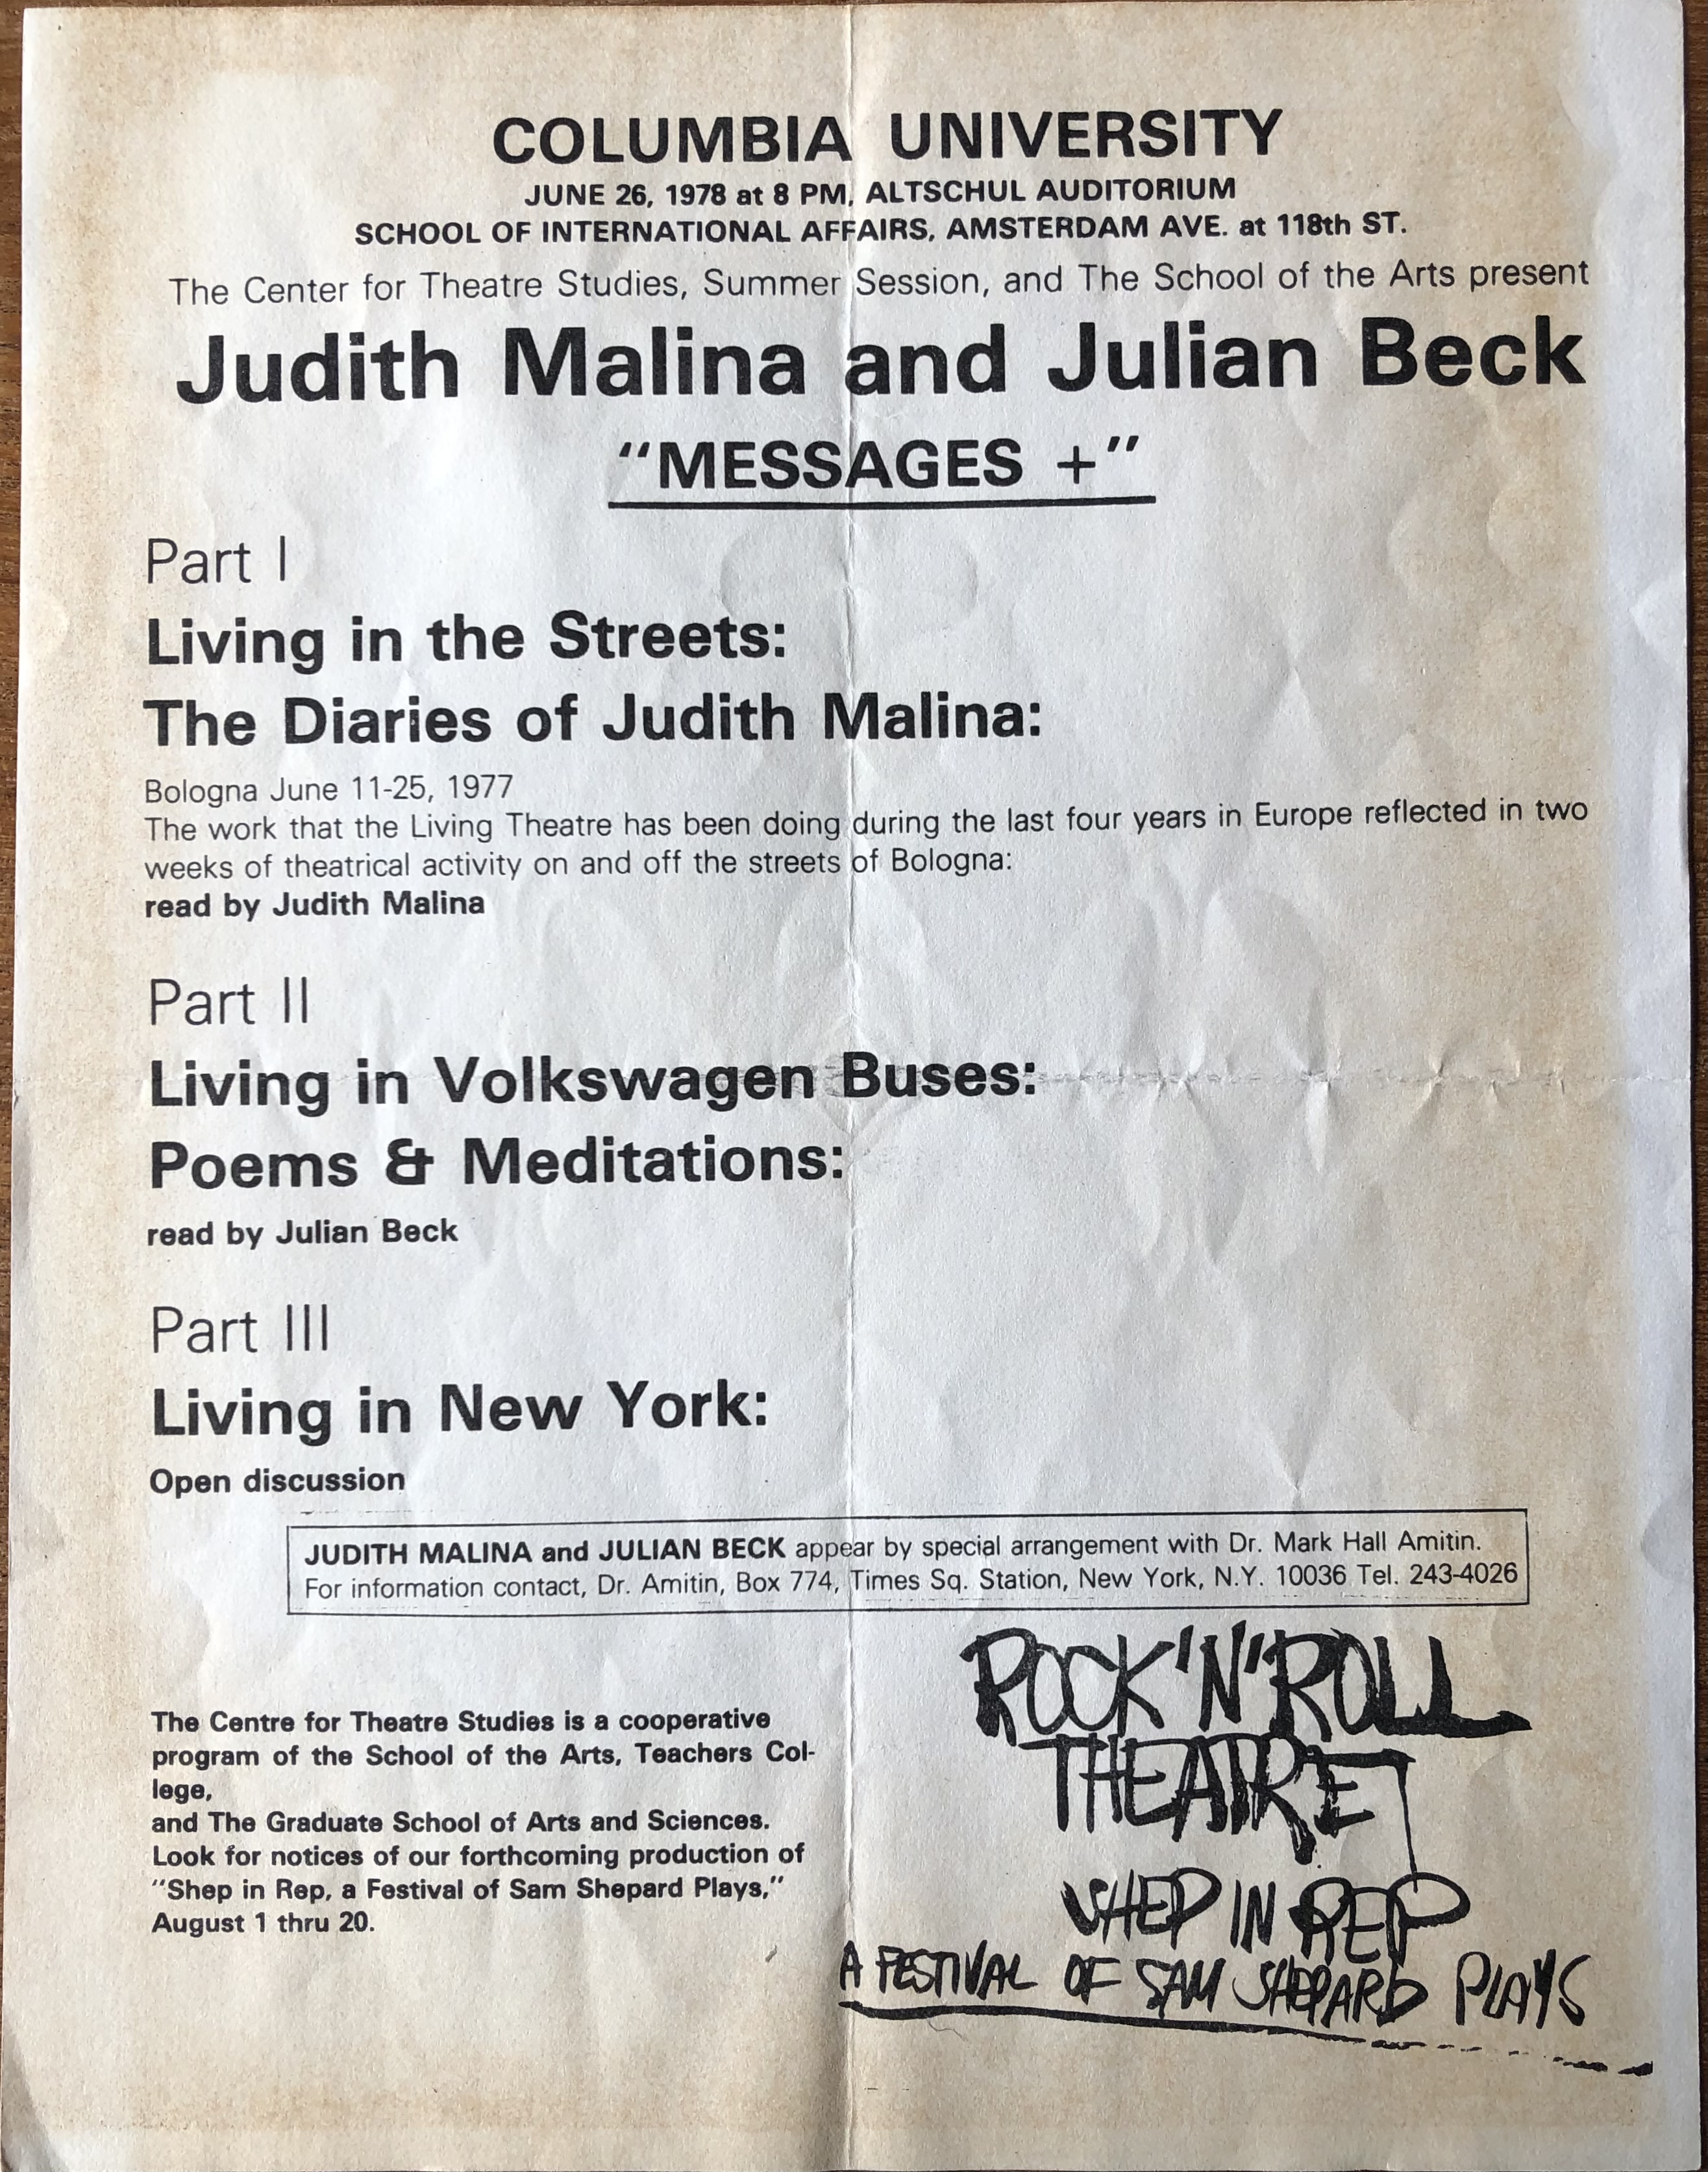 COLUMBIA UNIVERSITY
JUNE 26, 1978 at 8 PM, ALTSCHUL AUDITORIUM
SCHOOL OF INTERNATIONAL AFFAIRS, AMSTERDAM AVE. at 118th ST.
The Center for Theatre Studies, Summer Session, and The School of the Arts present
Judith Malina and Julian Beck
"MESSAGES +"
Part I
Living in the Streets:
The Diaries of Judith Malina:
Bologna June 11-25, 1977
The work that the Living Theatre has been doing during the last four years in Europe reflected in two
weeks of theatrical activity on and off the streets of Bologna:
read by Judith Malina
Part II
Living in Volkswagen Buses:
Poems & Meditations:
read by Julian Beck
Part III
Living in New York:
Open discussion
JUDITH MALINA and JULIAN BECK appear by special arrangement with Dr. Mark Hall Amitin.
For information contact, Dr. Amitin, Box 774, Times Sq. Station, New York, N.Y. 10036 Tel. 243-4026
The Centre for Theatre Studies is a cooperative
program of the School of the Arts, Teachers Col-
lege,
and The Graduate School of Arts and Sciences.
Look for notices of our forthcoming production of
"Shep in Rep, a Festival of Sam Shepard Plays,"
August 1 thru 20.
ROCK'N'ROLL
THEATRE
SHEP IN REP
A FESTIVAL OF SAM SHEPARD PLAYS